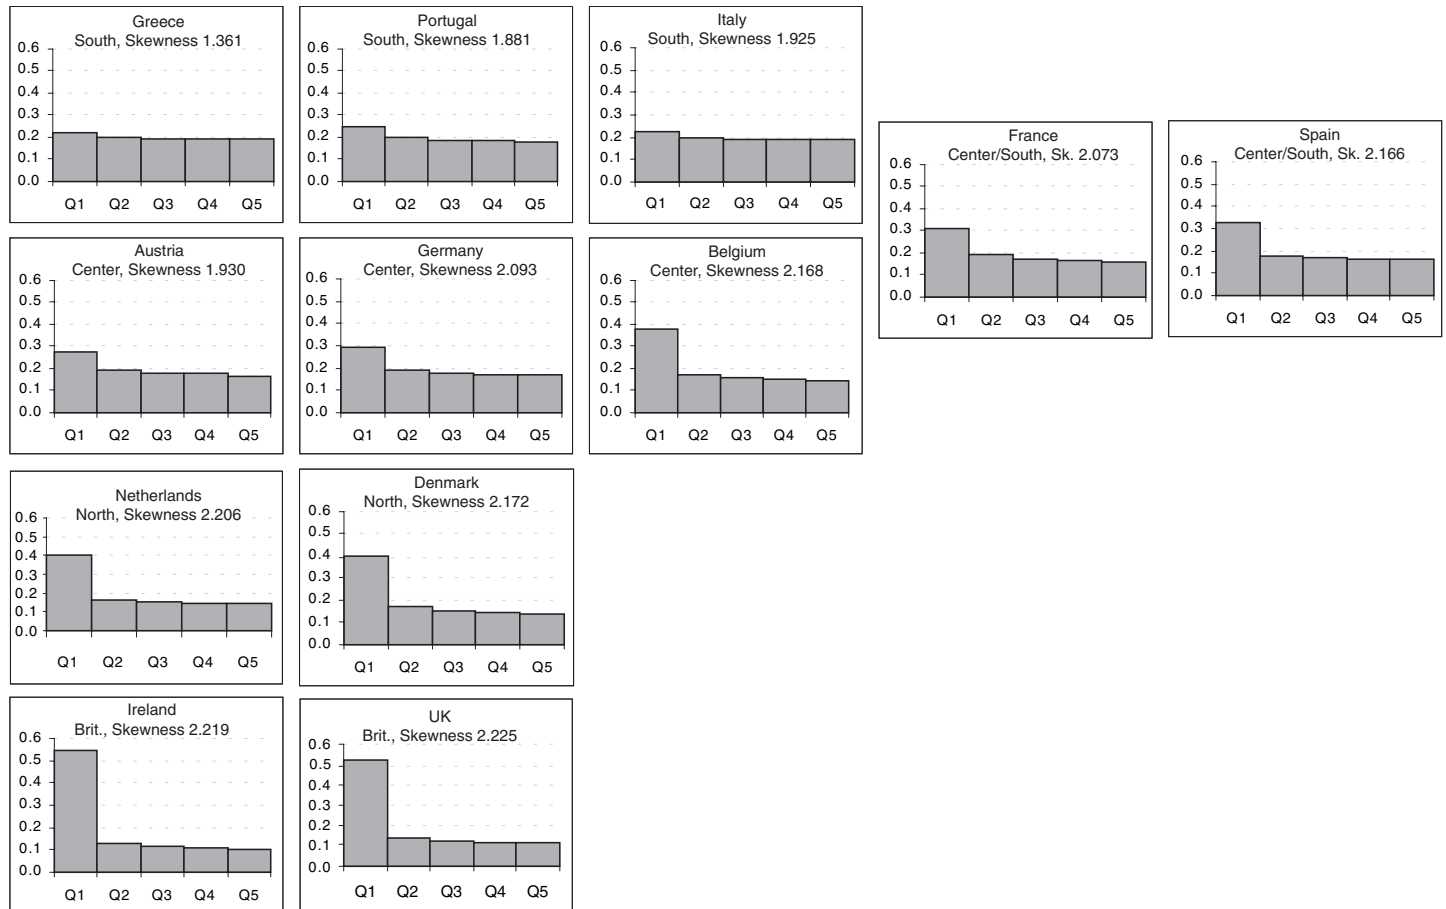 Greece
South, Skewness 1.361
0.6
0.5
0.4
0.3
0.2
0.1
0.0
Q1 Q2 Q3 Q4 Q5
Portugal
South, Skewness 1.881
0.6
0.5
0.4
0.3
0.2
0.1
0.0
Q1 Q2 Q3 Q4 Q5
Italy
South, Skewness 1.925
0.6
0.5
0.4
0.3
0.2
0.1
0.0
Q1 Q2 Q3 Q4 Q5
France
Center/South, Sk. 2.073
0.6
0.5
0.4
0.3
0.2
0.1
0.0
Q1 Q2 Q3 Q4 Q5
Spain
Center/South, Sk. 2.166
0.6
0.5
0.4
0.3
0.2
0.1
0.0
Q1 Q2 Q3 Q4 Q5
Austria
Center, Skewness 1.930
0.6
0.5
0.4
0.3
0.2
0.1
0.0
Q1 Q2 Q3 Q4 Q5
Germany
Center, Skewness 2.093
0.6
0.5
0.4
0.3
0.2
0.1
0.0
Q1 Q2 Q3 Q4 Q5
Belgium
Center, Skewness 2.168
0.6
0.5
0.4
0.3
0.2
0.1
0.0
Q1 Q2 Q3 Q4 Q5
Netherlands
North, Skewness 2.206
0.6
0.5
0.4
0.3
0.2
0.1
0.0
Q1 Q2 Q3 Q4 Q5
Denmark
North, Skewness 2.172
0.6
0.5
0.4
0.3
0.2
0.1
0.0
Q1 Q2 Q3 Q4 Q5
Ireland
Brit., Skewness 2.219
0.6
0.5
0.4
0.3
0.2
0.1
0.0
Q1 Q2 Q3 Q4 Q5
UK
Brit., Skewness 2.225
0.6
0.5
0.4
0.3
0.2
0.1
0.0
Q1 Q2 Q3 Q4 Q5